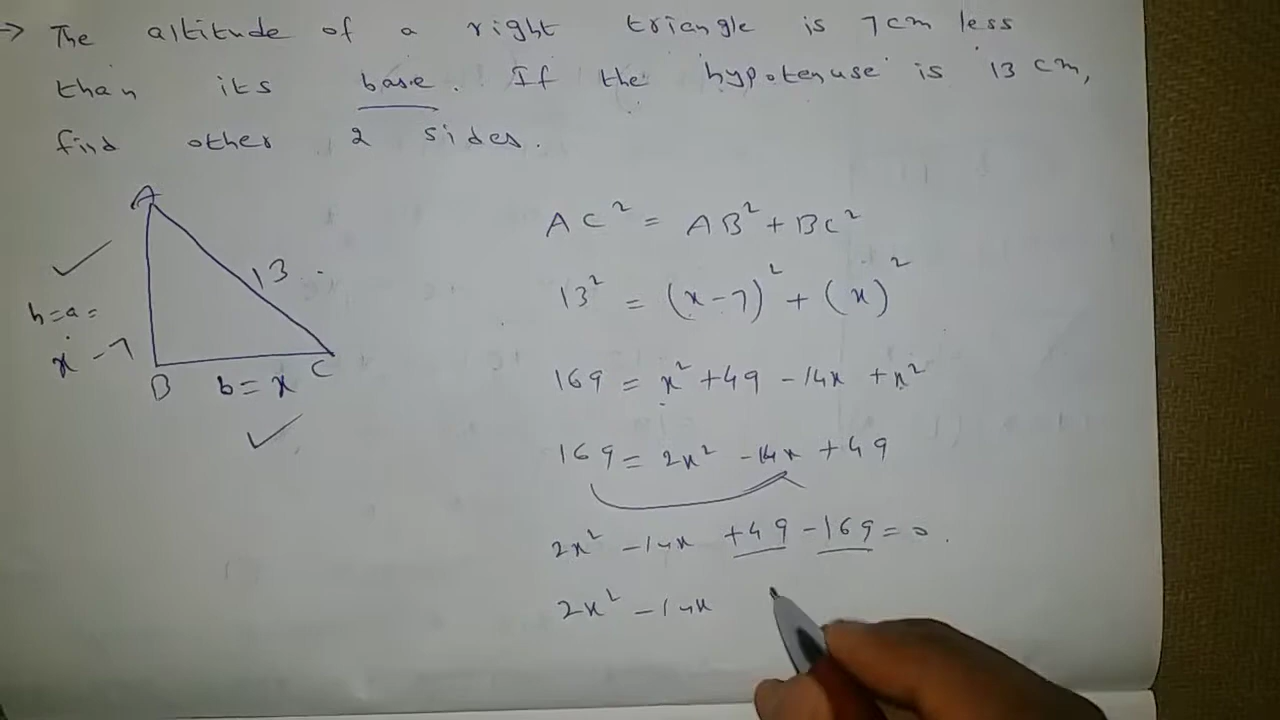 → The altitude of a right triangle is 7cm less
than its base. If the hypotenuse is 13 cm,
find other 2 sides.
A
13
h=a=
x-7
B b=x C
AC² = AB²+BC²
13² = (x-7)² + (x)²
169 = x²+49-14x+x²
169 = 2x²-14x+49
2x²-14x+49-169=0.
2x²-14x